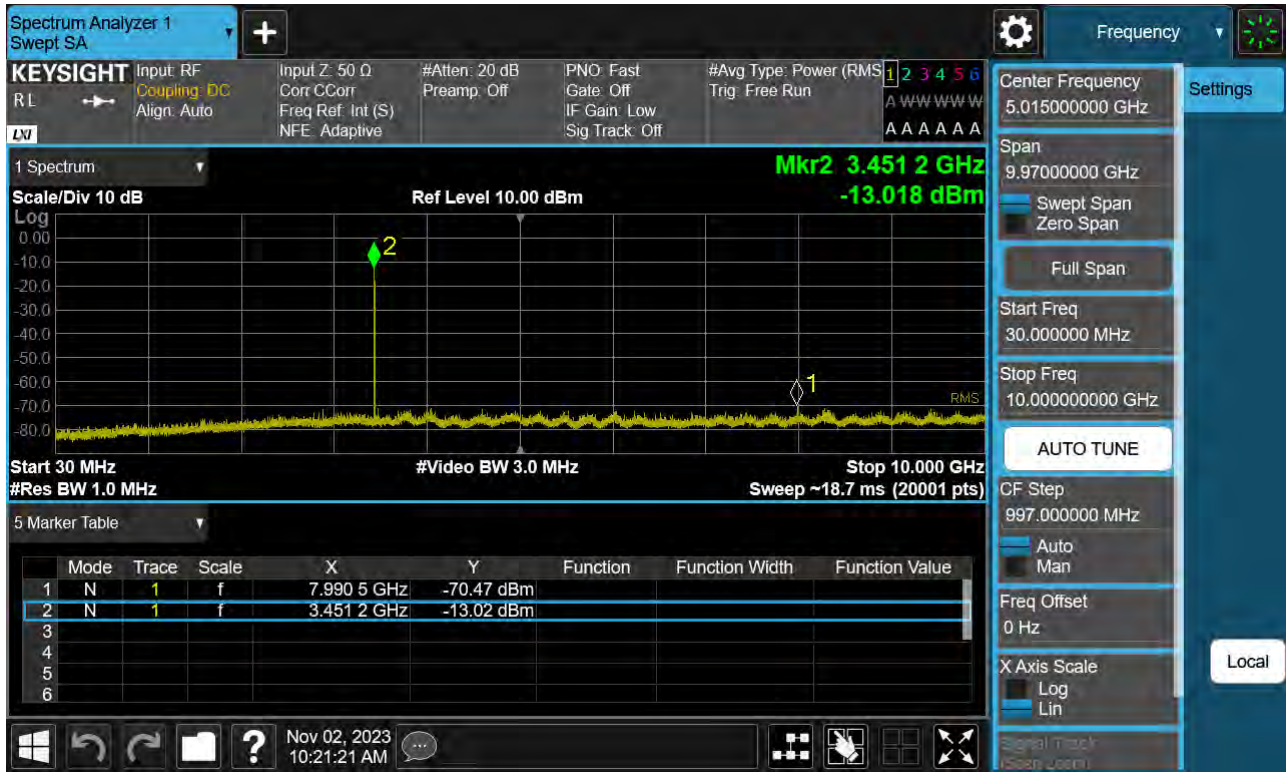 Spectrum Analyzer 1
Swept SA
Frequency
KEYSIGHT
RL
LXI
Input: RF
Coupling: DC
Align: Auto
Input Z: 50 Ω
Corr CCorr
Freq Ref: Int (S)
NFE: Adaptive
#Atten: 20 dB
Preamp: Off
PNO: Fast
Gate: Off
IF Gain: Low
Sig Track: Off
#Avg Type: Power (RMS
Trig: Free Run
1 2 3 4 5 6
A W W W W W
A A A A A A
1 Spectrum
Mkr2 3.451 2 GHz
-13.018 dBm
Scale/Div 10 dB
Ref Level 10.00 dBm
Log
0.00
-10.0
-20.0
-30.0
-40.0
-50.0
-60.0
-70.0
-80.0
2
1
RMS
Start 30 MHz
#Video BW 3.0 MHz
Stop 10.000 GHz
#Res BW 1.0 MHz
Sweep ~18.7 ms (20001 pts)
5 Marker Table
Mode Trace Scale X Y Function Function Width Function Value
1 N 1 f 7.990 5 GHz -70.47 dBm
2 N 1 f 3.451 2 GHz -13.02 dBm
3
4
5
6
Nov 02, 2023
10:21:21 AM
Center Frequency
5.015000000 GHz
Settings
Span
9.97000000 GHz
Swept Span
Zero Span
Full Span
Start Freq
30.000000 MHz
Stop Freq
10.000000000 GHz
AUTO TUNE
CF Step
997.000000 MHz
Auto
Man
Freq Offset
0 Hz
X Axis Scale
Log
Lin
Local
Signal Track
(Span Zoom)